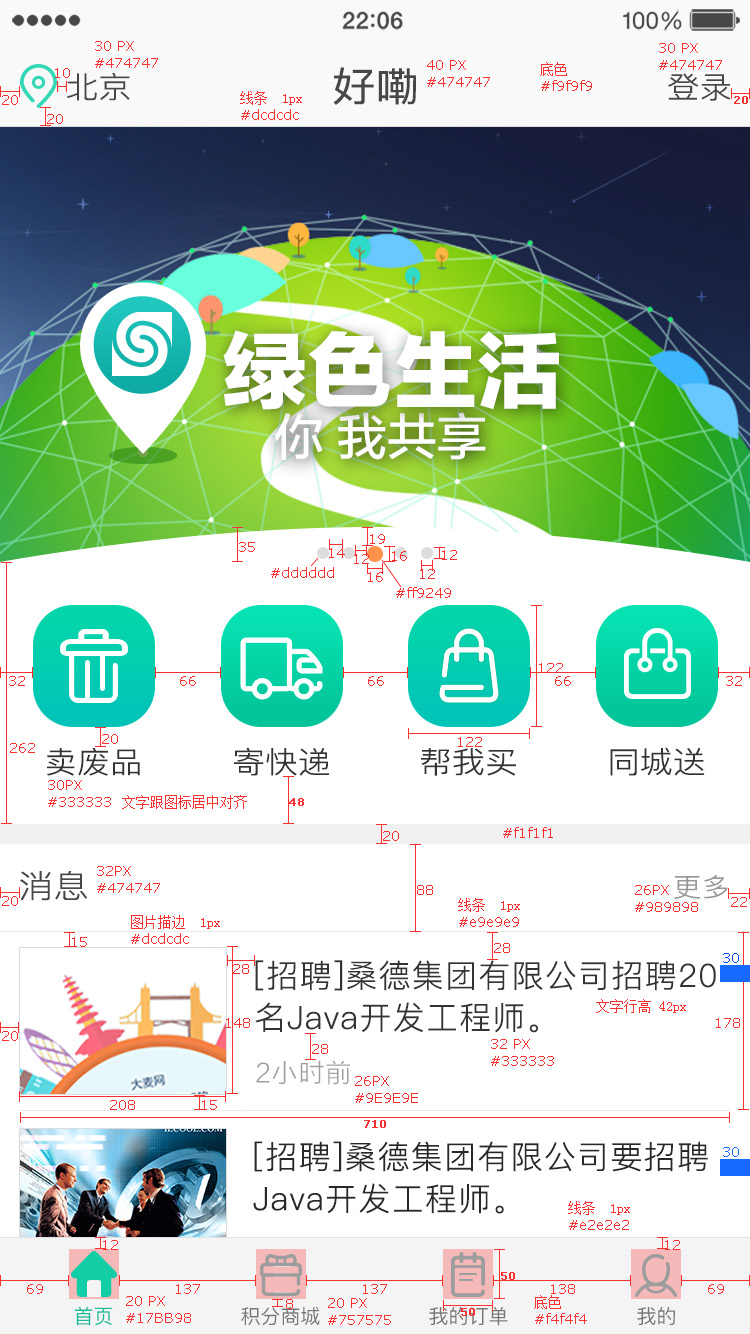 22:06
100%
30 PX
#474747
10
北京
20
20
线条 1px
#dcdcdc
好嘞
40 PX
#474747
底色
#f9f9f9
30 PX
#474747
登录
20
绿色生活
你 我共享
35
14
12
19
16
16
12
12
#dddddd
#ff9249
32
66
66
122
66
32
262
20
122
卖废品
寄快递
帮我买
同城送
30PX
#333333 文字跟图标居中对齐
48
20
#f1f1f1
消息
32PX
#474747
20
88
26PX
#989898
更多
22
线条 1px
#e9e9e9
图片描边 1px
#dcdcdc
15
28
28
30
[招聘]桑德集团有限公司招聘20
名Java开发工程师。
文字行高 42px
148
178
20
大麦网
28
32 PX
#333333
2小时前
26PX
#9E9E9E
208
15
710
[招聘]桑德集团有限公司要招聘
Java开发工程师。
30
线条 1px
#e2e2e2
12
12
69
137
137
50
138
69
8
50
首页
20 PX
#17BB98
积分商城
20 PX
#757575
我的订单
底色
#f4f4f4
我的